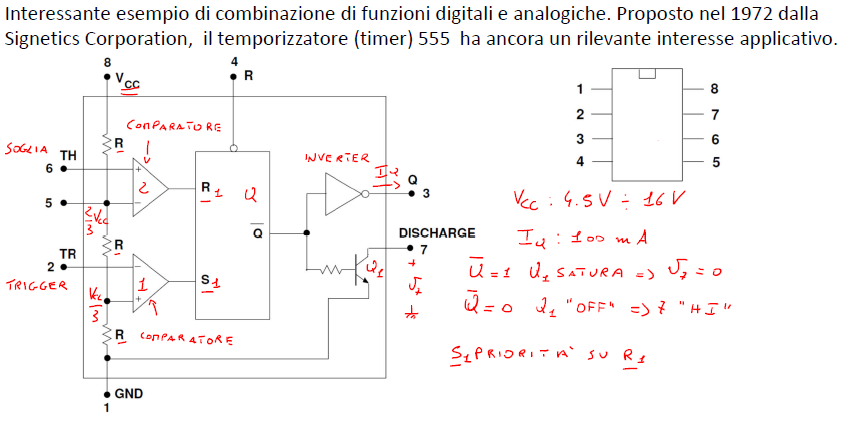 Interessante esempio di combinazione di funzioni digitali e analogiche. Proposto nel 1972 dalla
Signetics Corporation, il temporizzatore (timer) 555 ha ancora un rilevante interesse applicativo.
8
4
VCC
R
COMPARATORE
R
SOGLIA TH
6
+
2
-
R1
Q
INVERTER
IQ
Q
3
5
2/3 Vcc
R
Q̅
DISCHARGE
7
TR
2
TRIGGER
-
1
+
S1
Q1
+
V7
Vcc/3
R
COMPARATORE
GND
1
1 8
2 7
3 6
4 5
Vcc : 4.5V ÷ 16V
IQ : 100 mA
Q̅ = 1 Q1 SATURA => V7 = 0
Q̅ = 0 Q1 "OFF" => 7 "HI"
S1 PRIORITA' SU R1